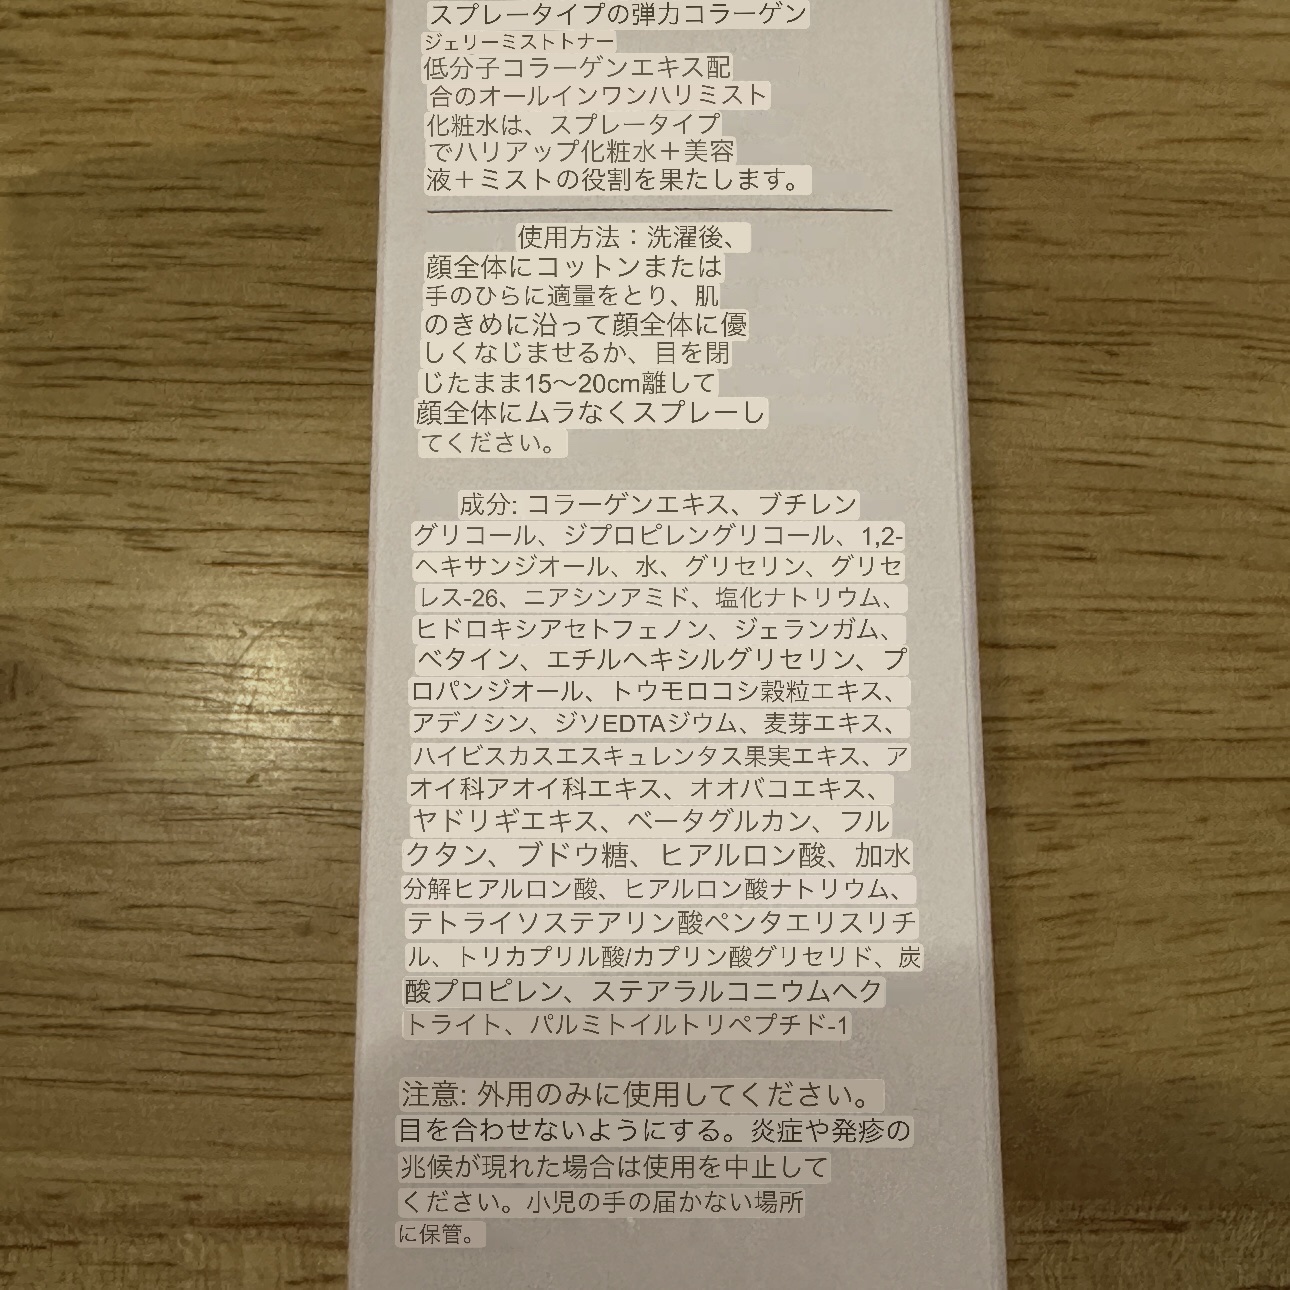 スプレータイプの弾力コラーゲン
ジェリーミストトナー
低分子コラーゲンエキス配
合のオールインワンハリミスト
化粧水は、スプレータイプ
でハリアップ化粧水＋美容
液＋ミストの役割を果たします。
使用方法：洗濯後、
顔全体にコットンまたは
手のひらに適量をとり、肌
のきめに沿って顔全体に優
しくなじませるか、目を閉
じたまま15〜20cm離して
顔全体にムラなくスプレーし
てください。
成分: コラーゲンエキス、ブチレン
グリコール、ジプロピレングリコール、1,2-
ヘキサンジオール、水、グリセリン、グリセ
レス-26、ニアシンアミド、塩化ナトリウム、
ヒドロキシアセトフェノン、ジェランガム、
ベタイン、エチルヘキシルグリセリン、プ
ロパンジオール、トウモロコシ穀粒エキス、
アデノシン、ジソEDTAジウム、麦芽エキス、
ハイビスカスエスキュレンタス果実エキス、ア
オイ科アオイ科エキス、オオバコエキス、
ヤドリギエキス、ベータグルカン、フル
クタン、ブドウ糖、ヒアルロン酸、加水
分解ヒアルロン酸、ヒアルロン酸ナトリウム、
テトライソステアリン酸ペンタエリスリチ
ル、トリカプリル酸/カプリン酸グリセリド、炭
酸プロピレン、ステアラルコニウムヘク
トライト、パルミトイルトリペプチド-1
注意: 外用のみに使用してください。
目を合わせないようにする。炎症や発疹の
兆候が現れた場合は使用を中止して
ください。小児の手の届かない場所
に保管。